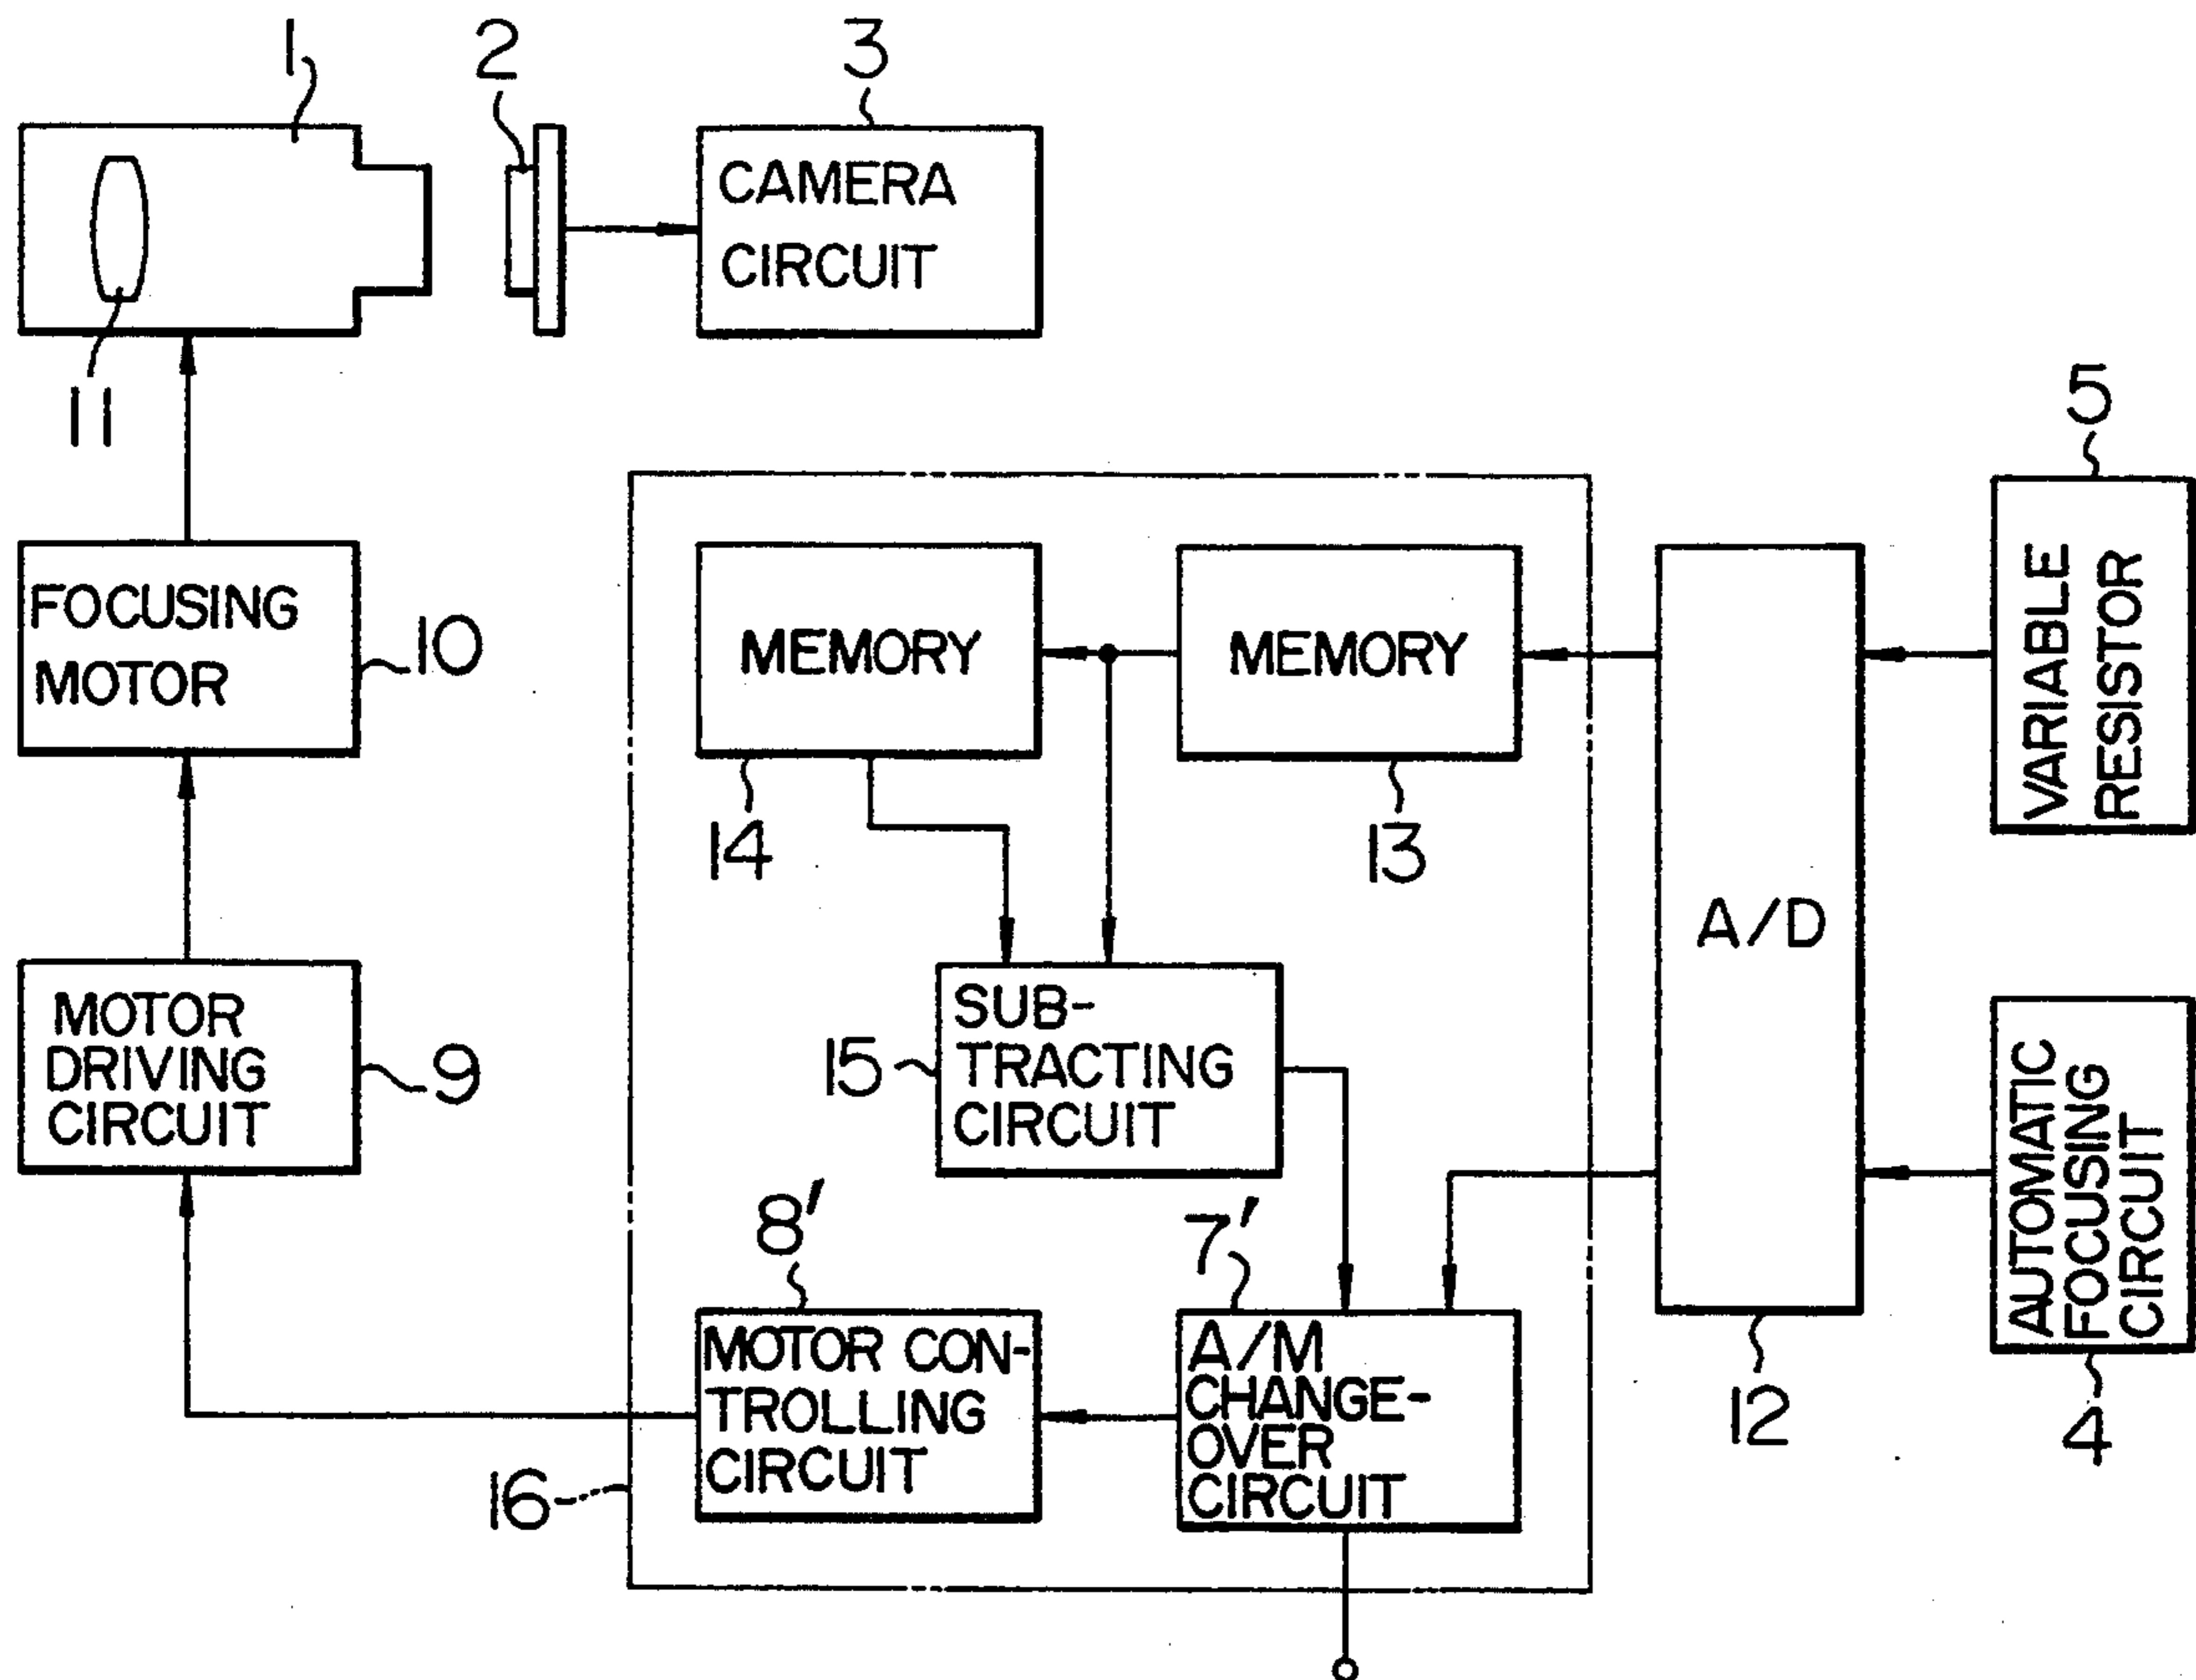 1
2
3
CAMERA
CIRCUIT
11
5
FOCUSING
MOTOR
10
MEMORY
MEMORY
VARIABLE
RESISTOR
14
13
A/D
MOTOR
DRIVING
CIRCUIT
9
SUB-
TRACTING
CIRCUIT
15
AUTOMATIC
FOCUSING
CIRCUIT
8'
7'
MOTOR CON-
TROLLING
CIRCUIT
A/M
CHANGE-
OVER
CIRCUIT
12
4
16